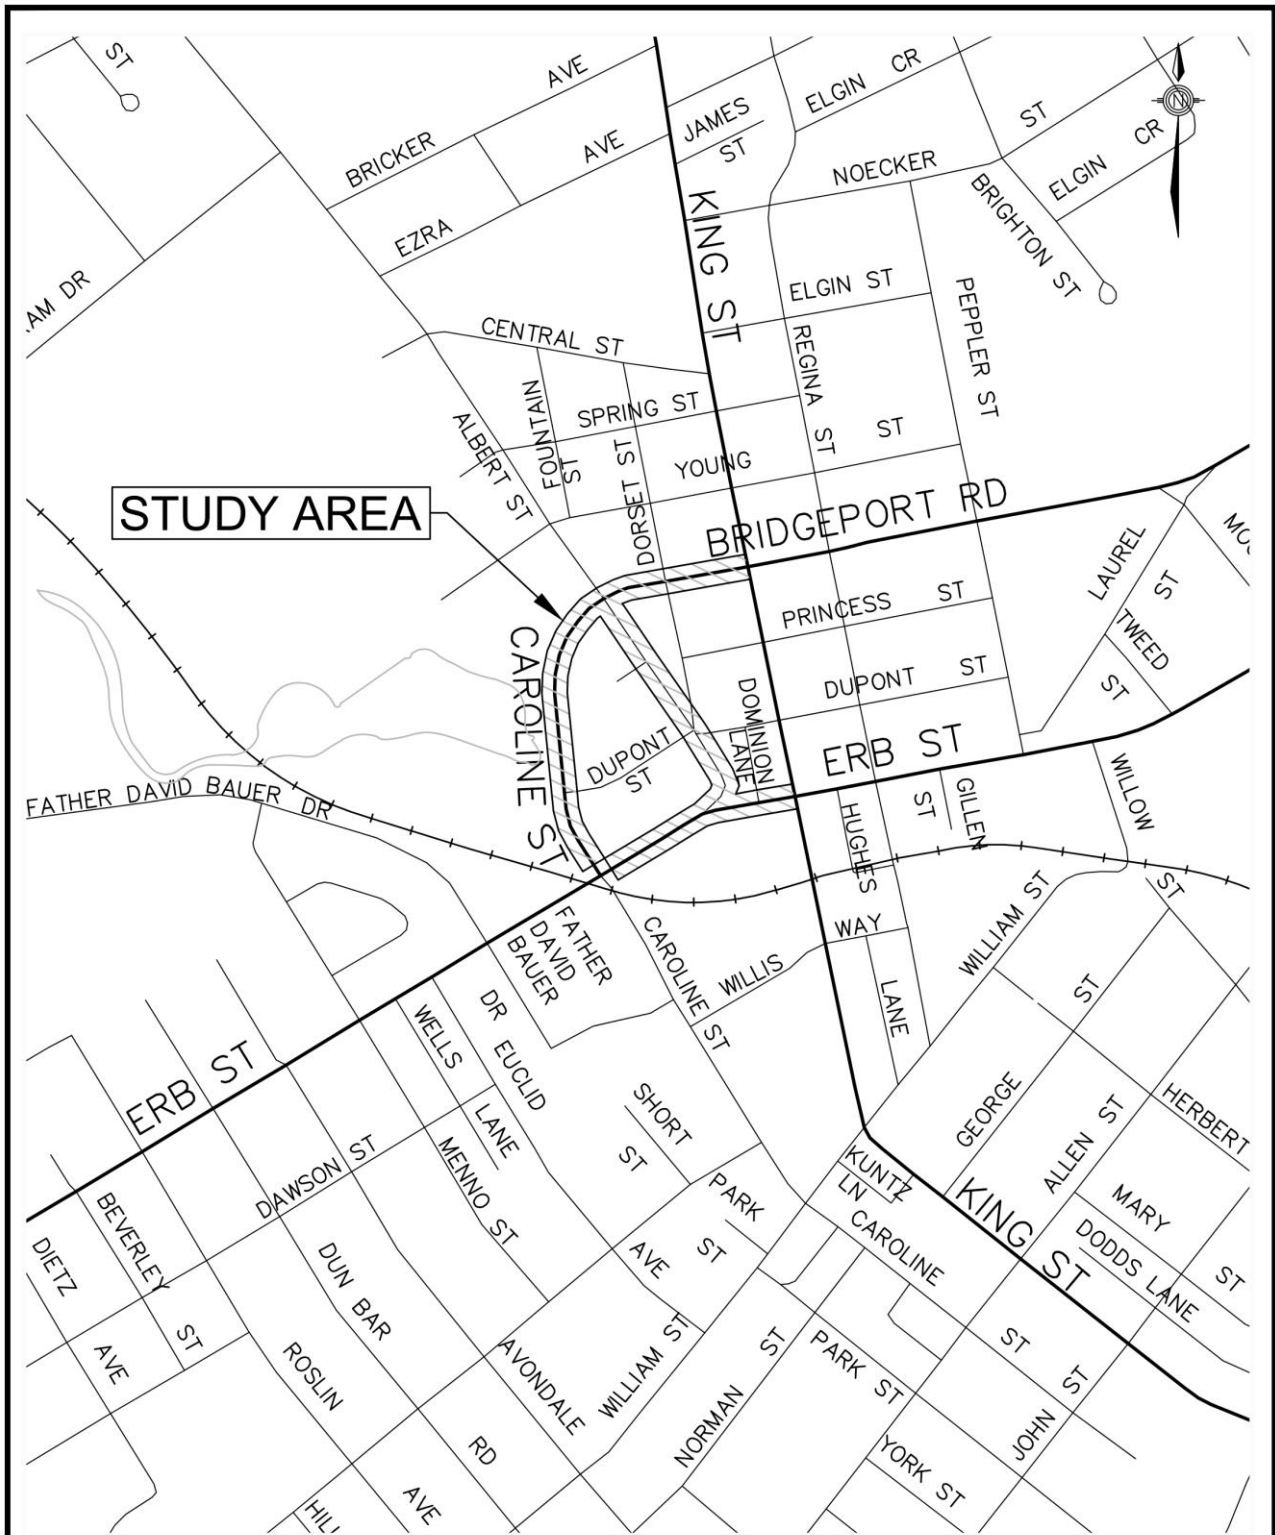 ST
BRICKER
AVE
EZRA
AVE
JAMES
ST
ELGIN CR
NOECKER
ST
ELGIN CR
BRIGHTON ST
N
KING ST
ELGIN ST
PEPPLER ST
REGINA ST
CENTRAL ST
FOUNTAIN
ST
SPRING ST
ALBERT ST
DORSET ST
YOUNG
ST
STUDY AREA
BRIDGEPORT RD
LAUREL
ST
TWEED
ST
PRINCESS ST
DUPONT ST
DOMINION
LANE
CAROLINE ST
DUPONT
ST
ERB ST
FATHER DAVID BAUER DR
HUGHES
LANE
GILLEN
ST
WILLOW
ST
WILLIAM ST
FATHER
DAVID
BAUER
DR
CAROLINE ST
WILLIS
WAY
WELLS
LANE
EUCLID
AVE
ERB ST
SHORT
ST
GEORGE
ST
ALLEN ST
HERBERT
DAWSON ST
MENNO ST
PARK
ST
KUNTZ
LN
KING ST
MARY
ST
DODDS LANE
DIETZ
AVE
BEVERLEY
ST
DUN BAR
RD
CAROLINE
ST
ROSLIN
AVE
AVONDALE
WILLIAM ST
NORMAN
ST
PARK ST
JOHN
ST
YORK ST